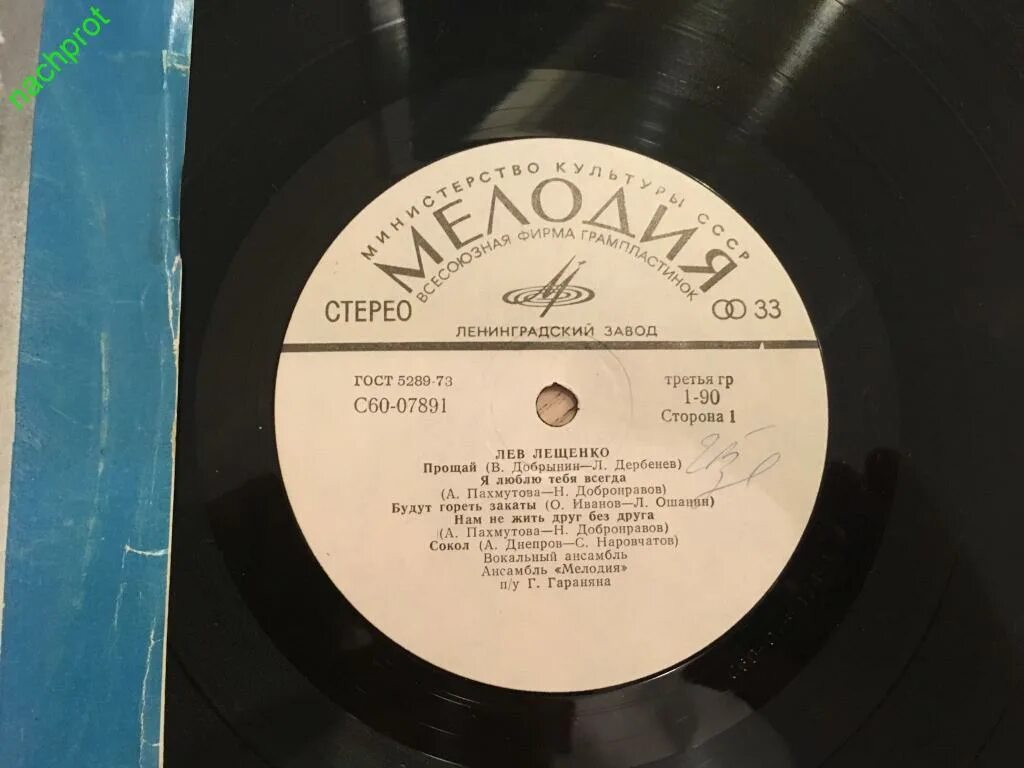 nachprot
МИНИСТЕРСТВО КУЛЬТУРЫ СССР
МЕЛОДИЯ
ВСЕСОЮЗНАЯ ФИРМА ГРАМПЛАСТИНОК
СТЕРЕО
33
ЛЕНИНГРАДСКИЙ ЗАВОД
ГОСТ 5289-73
С60-07891
третья гр
1-90
Сторона 1
ЛЕВ ЛЕЩЕНКО
Прощай (В. Добрынин—Л. Дербенев)
Я люблю тебя всегда
(А. Пахмутова—Н. Добронравов)
Будут гореть закаты (О. Иванов—Л. Ошанин)
Нам не жить друг без друга
(А. Пахмутова—Н. Добронравов)
Сокол (А. Днепров—С. Наровчатов)
Вокальный ансамбль
Ансамбль «Мелодия»
п/у Г. Гараняна